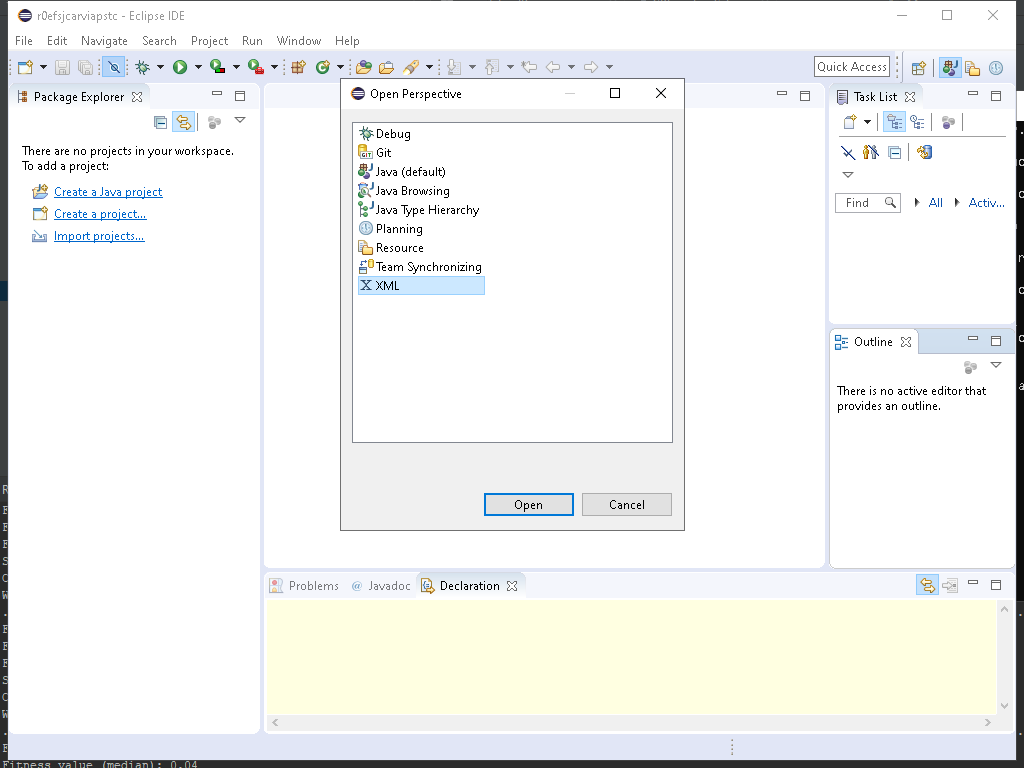 r0efsjcarviapstc - Eclipse IDE
File Edit Navigate Search Project Run Window Help
Quick Access
Package Explorer
There are no projects in your workspace.
To add a project:
Create a Java project
Create a project...
Import projects...
Open Perspective
Debug
GIT Git
Java (default)
Java Browsing
Java Type Hierarchy
Planning
Resource
Team Synchronizing
X XML
Open Cancel
Task List
Find All Activ...
Outline
There is no active editor that
provides an outline.
Problems @ Javadoc Declaration
Fitness value (median): 0.04